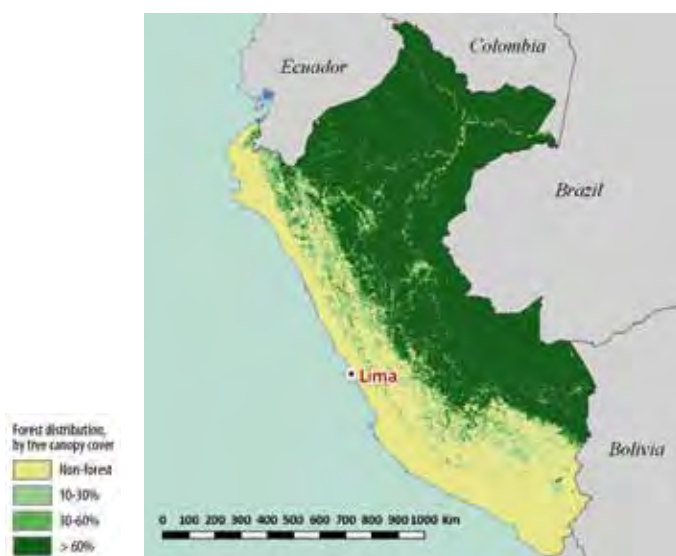 Colombia
Ecuador
Brazil
Lima
Bolivia
Forest distribution,
by tree canopy cover
Non-forest
10-30%
30-60%
> 60%
0 100 200 300 400 500 600 700 800 900 1000 Km